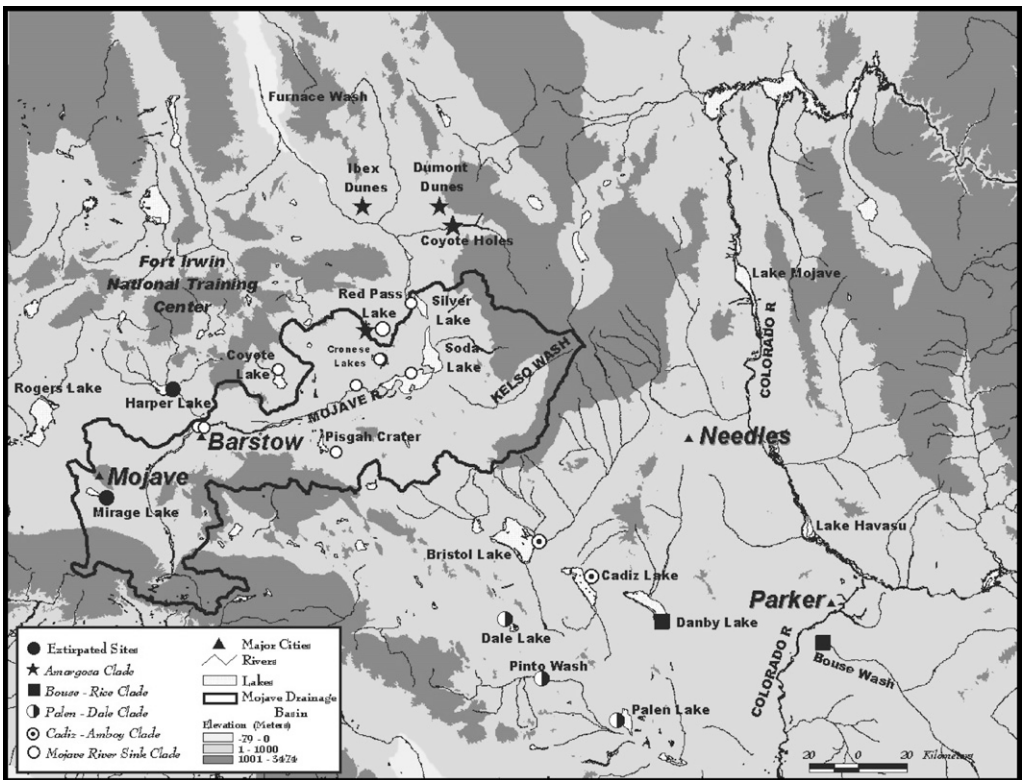 Furnace Wash
Ibex
Dunes
Dumont
Dunes
Coyote Holes
Fort Irwin
National Training
Center
Red Pass
Lake
Silver
Lake
Cronese
Lakes
Soda
Lake
Coyote
Lake
KELSO WASH
MOJAVE R
Lake Mojave
COLORADO R
Rogers Lake
Harper Lake
Barstow
Pisgah Crater
Needles
Mojave
Mirage Lake
Bristol Lake
Lake Havasu
Cadiz Lake
Parker
Danby Lake
Dale Lake
Pinto Wash
Bouse Wash
COLORADO R
Palen Lake
Extirpated Sites
Amargosa Clade
Bouse - Rice Clade
Palen - Dale Clade
Cadiz - Amboy Clade
Mojave River Sink Clade
Major Cities
Rivers
Lakes
Mojave Drainage
Basin
Elevation (Meters)
-79 - 0
1 - 1000
1001 - 3474
20 0 20 Kilometers